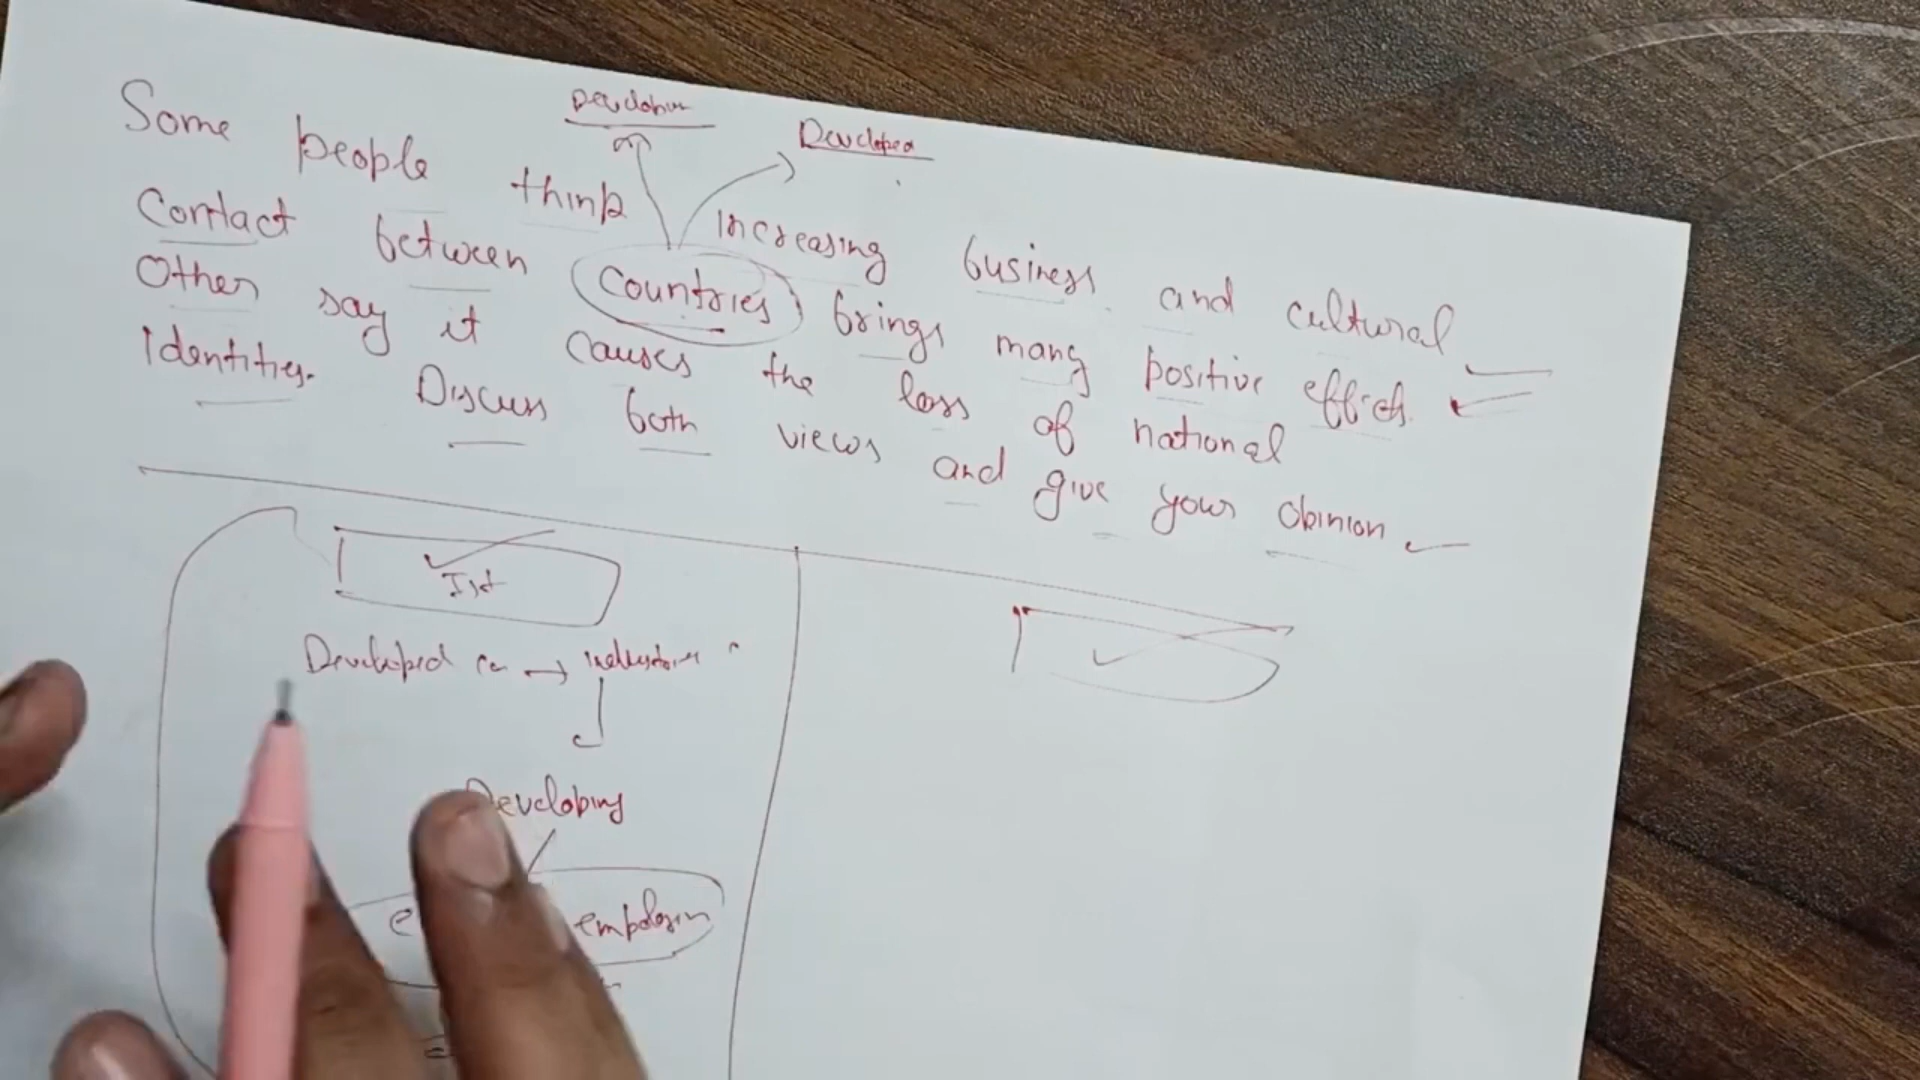 Developed
Some people think increasing business and cultural
Contact between Countries brings many positive effects.
Other say it causes the loss of national
Identities. Discuss both views and give your opinion
Ist
Developed →
Developing